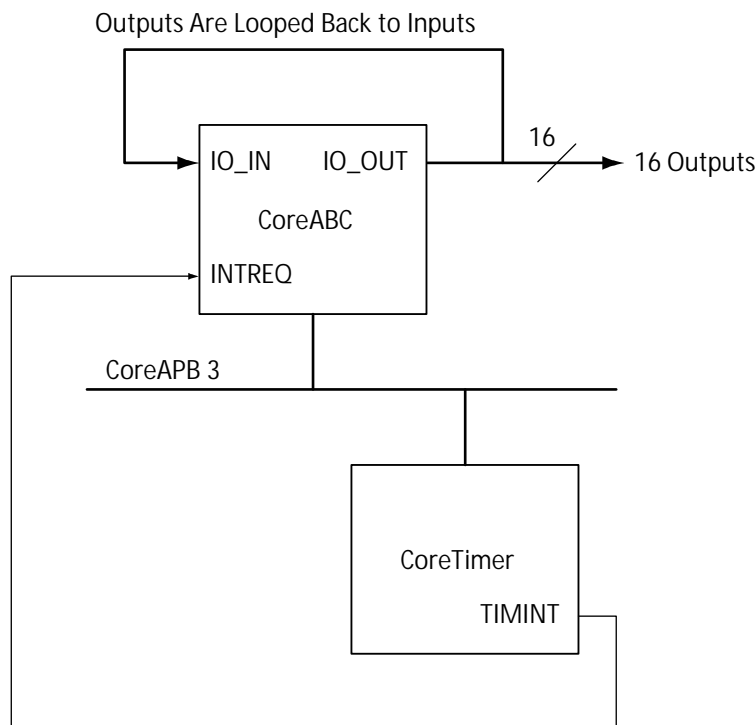 Outputs Are Looped Back to Inputs
16
IO_IN
IO_OUT
16 Outputs
CoreABC
INTREQ
CoreAPB 3
CoreTimer
TIMINT